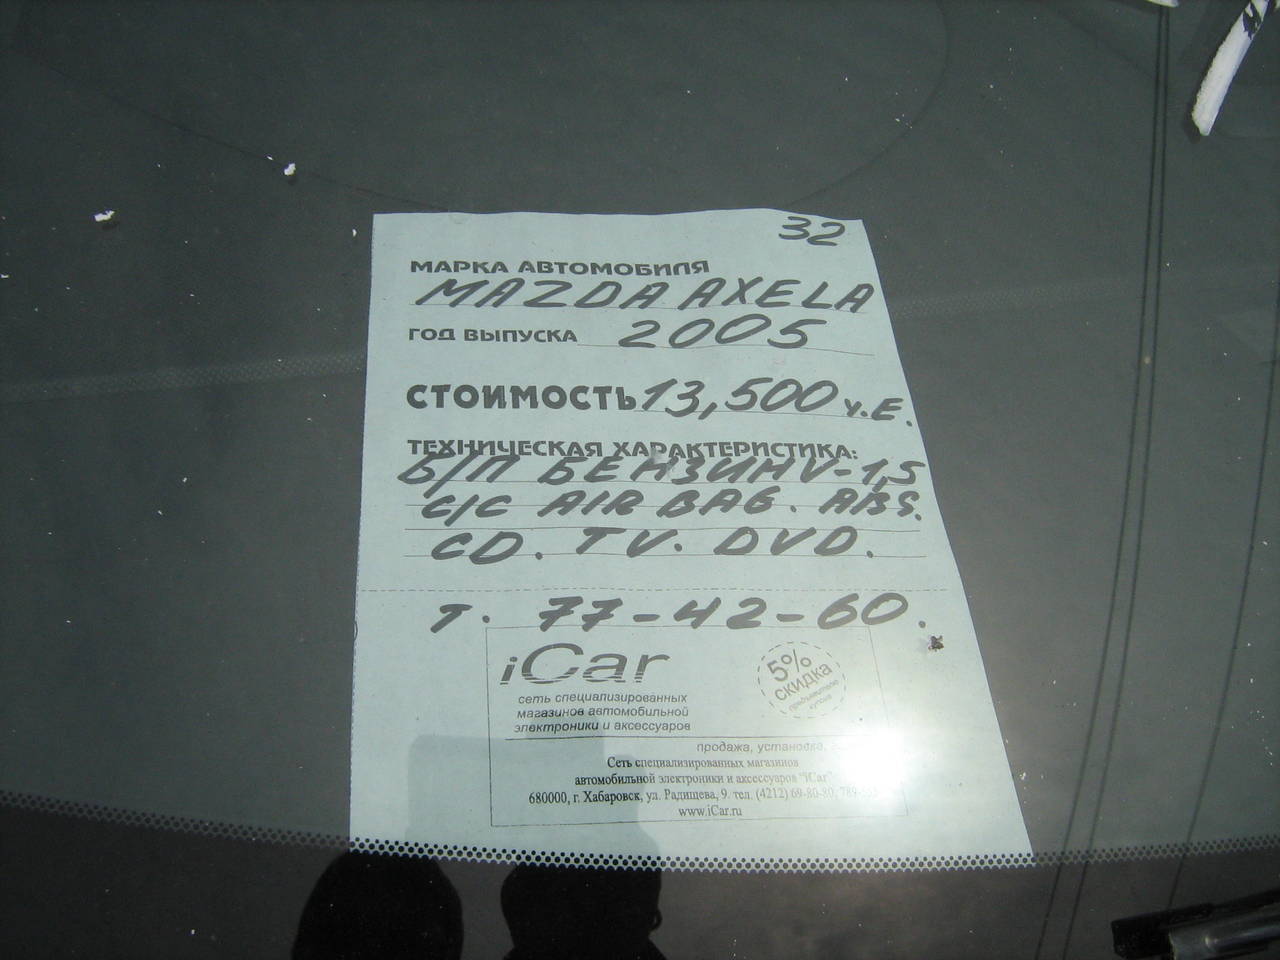 32
МАРКА АВТОМОБИЛЯ
MAZDA AXELA
ГОД ВЫПУСКА 2005
СТОИМОСТЬ 13,500 у.Е.
ТЕХНИЧЕСКАЯ ХАРАКТЕРИСТИКА:
Б/П БЕНЗИН V-1,5
С/С AIR BAG. ABS.
CD. TV. DVD.
т. 77-42-60.
iCar
5% СКИДКА
предъявителю купона
сеть специализированных
магазинов автомобильной
электроники и аксессуаров
продажа, установка,
Сеть специализированных магазинов
автомобильной электроники и аксессуаров "iCar"
680000, г. Хабаровск, ул. Радищева, 9. тел. (4212) 69-80-80,
www.iCar.ru